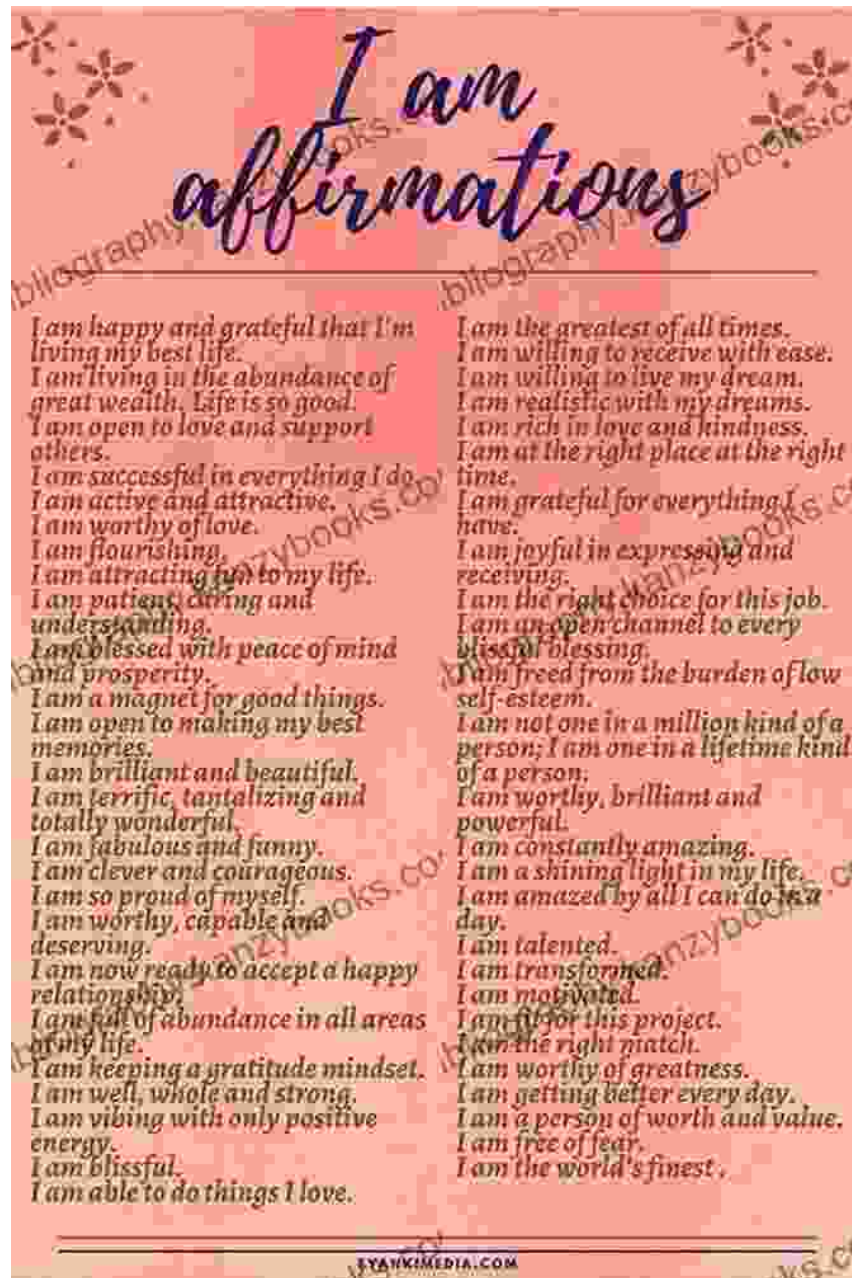 I am
affirmations
I am happy and grateful that I'm
living my best life.
I am living in the abundance of
great wealth. Life is so good.
I am open to love and support
others.
I am successful in everything I do.
I am active and attractive.
I am worthy of love.
I am flourishing.
I am attracting fun to my life.
I am patient, caring and
understanding.
I am blessed with peace of mind
and prosperity.
I am a magnet for good things.
I am open to making my best
memories.
I am brilliant and beautiful.
I am terrific, tantalizing and
totally wonderful.
I am fabulous and funny.
I am clever and courageous.
I am so proud of myself.
I am worthy, capable and
deserving.
I am now ready to accept a happy
relationship.
I am full of abundance in all areas
of my life.
I am keeping a gratitude mindset.
I am well, whole and strong.
I am vibing with only positive
energy.
I am blissful.
I am able to do things I love.
I am the greatest of all times.
I am willing to receive with ease.
I am willing to live my dream.
I am realistic with my dreams.
I am rich in love and kindness.
I am at the right place at the right
time.
I am grateful for everything I
have.
I am joyful in expressing and
receiving.
I am the right choice for this job.
I am an open channel to every
blissful blessing.
I am freed from the burden of low
self-esteem.
I am not one in a million kind of a
person; I am one in a lifetime kind
of a person.
I am worthy, brilliant and
powerful.
I am constantly amazing.
I am a shining light in my life.
I am amazed by all I can do in a
day.
I am talented.
I am transformed.
I am motivated.
I am fit for this project.
I am the right match.
I am worthy of greatness.
I am getting better every day.
I am a person of worth and value.
I am free of fear.
I am the world's finest .
EYANKIMEDIA.COM